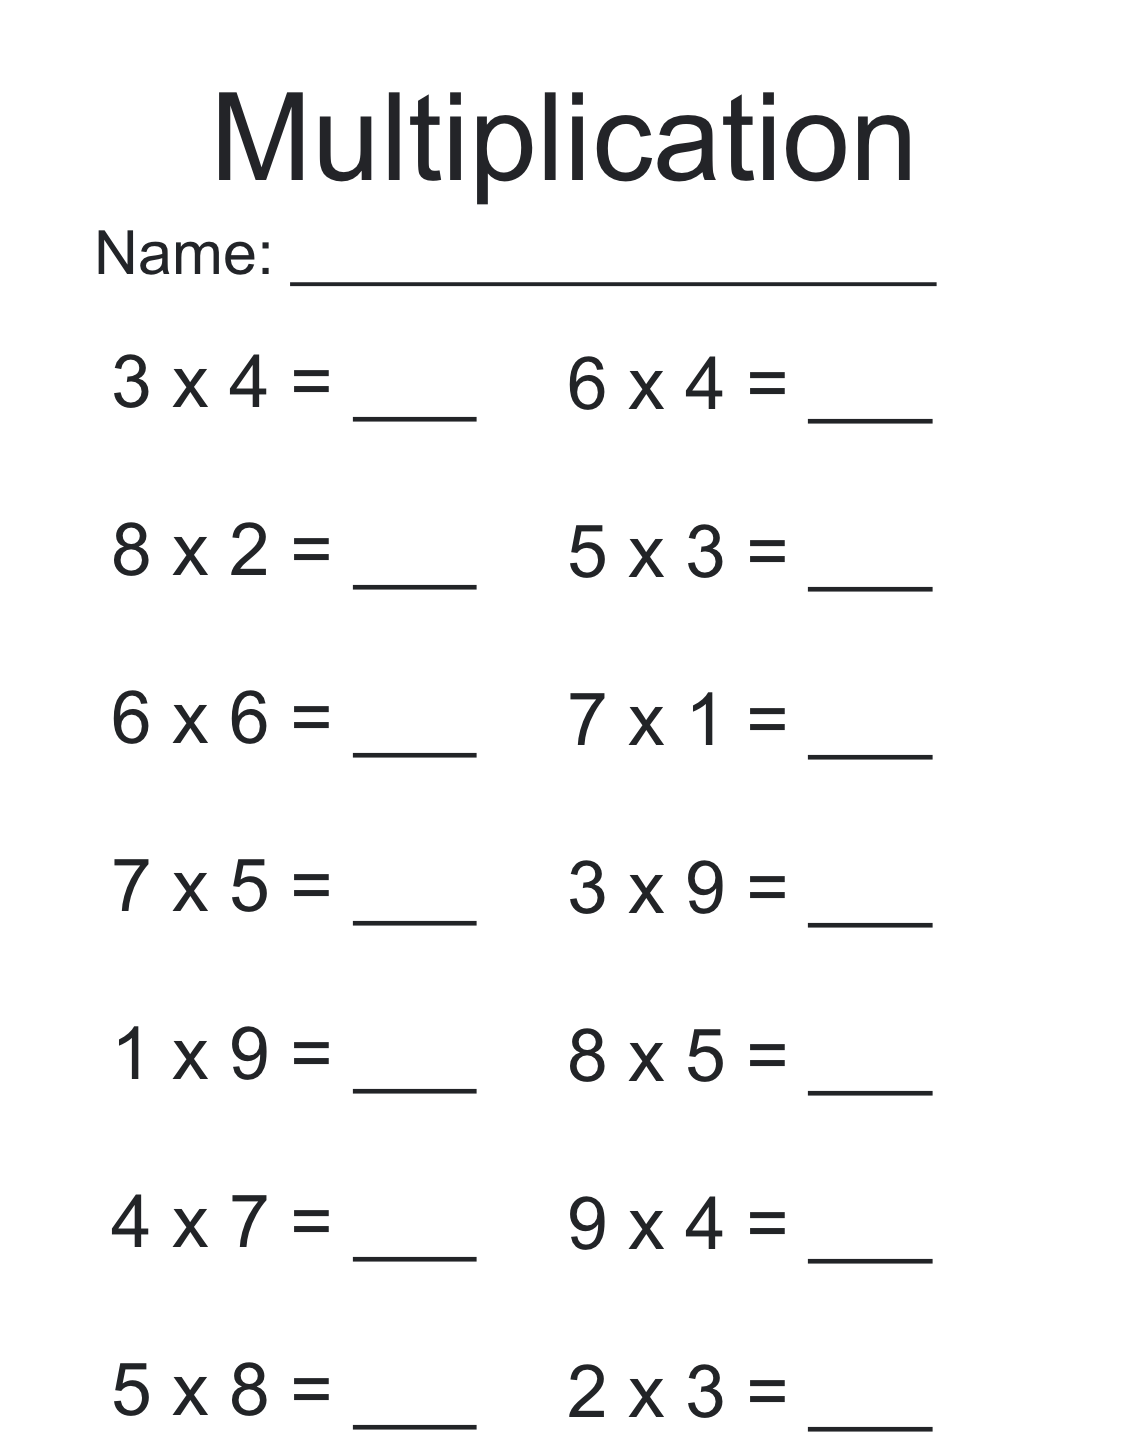 Multiplication
Name: ___________________
3 x 4 = ___ 6 x 4 = ___
8 x 2 = ___ 5 x 3 = ___
6 x 6 = ___ 7 x 1 = ___
7 x 5 = ___ 3 x 9 = ___
1 x 9 = ___ 8 x 5 = ___
4 x 7 = ___ 9 x 4 = ___
5 x 8 = ___ 2 x 3 = ___